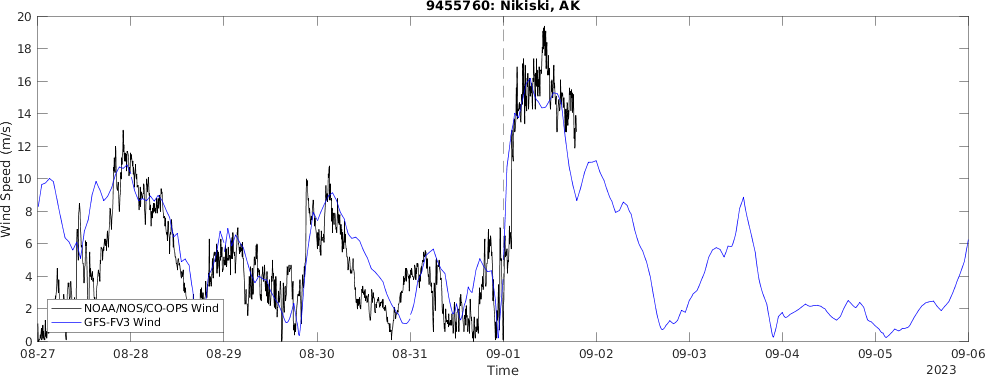 9455760: Nikiski, AK
Wind Speed (m/s)
20
18
16
14
12
10
8
6
4
2
0
NOAA/NOS/CO-OPS Wind
GFS-FV3 Wind
08-27 08-28 08-29 08-30 08-31 09-01 09-02 09-03 09-04 09-05 09-06
Time
2023